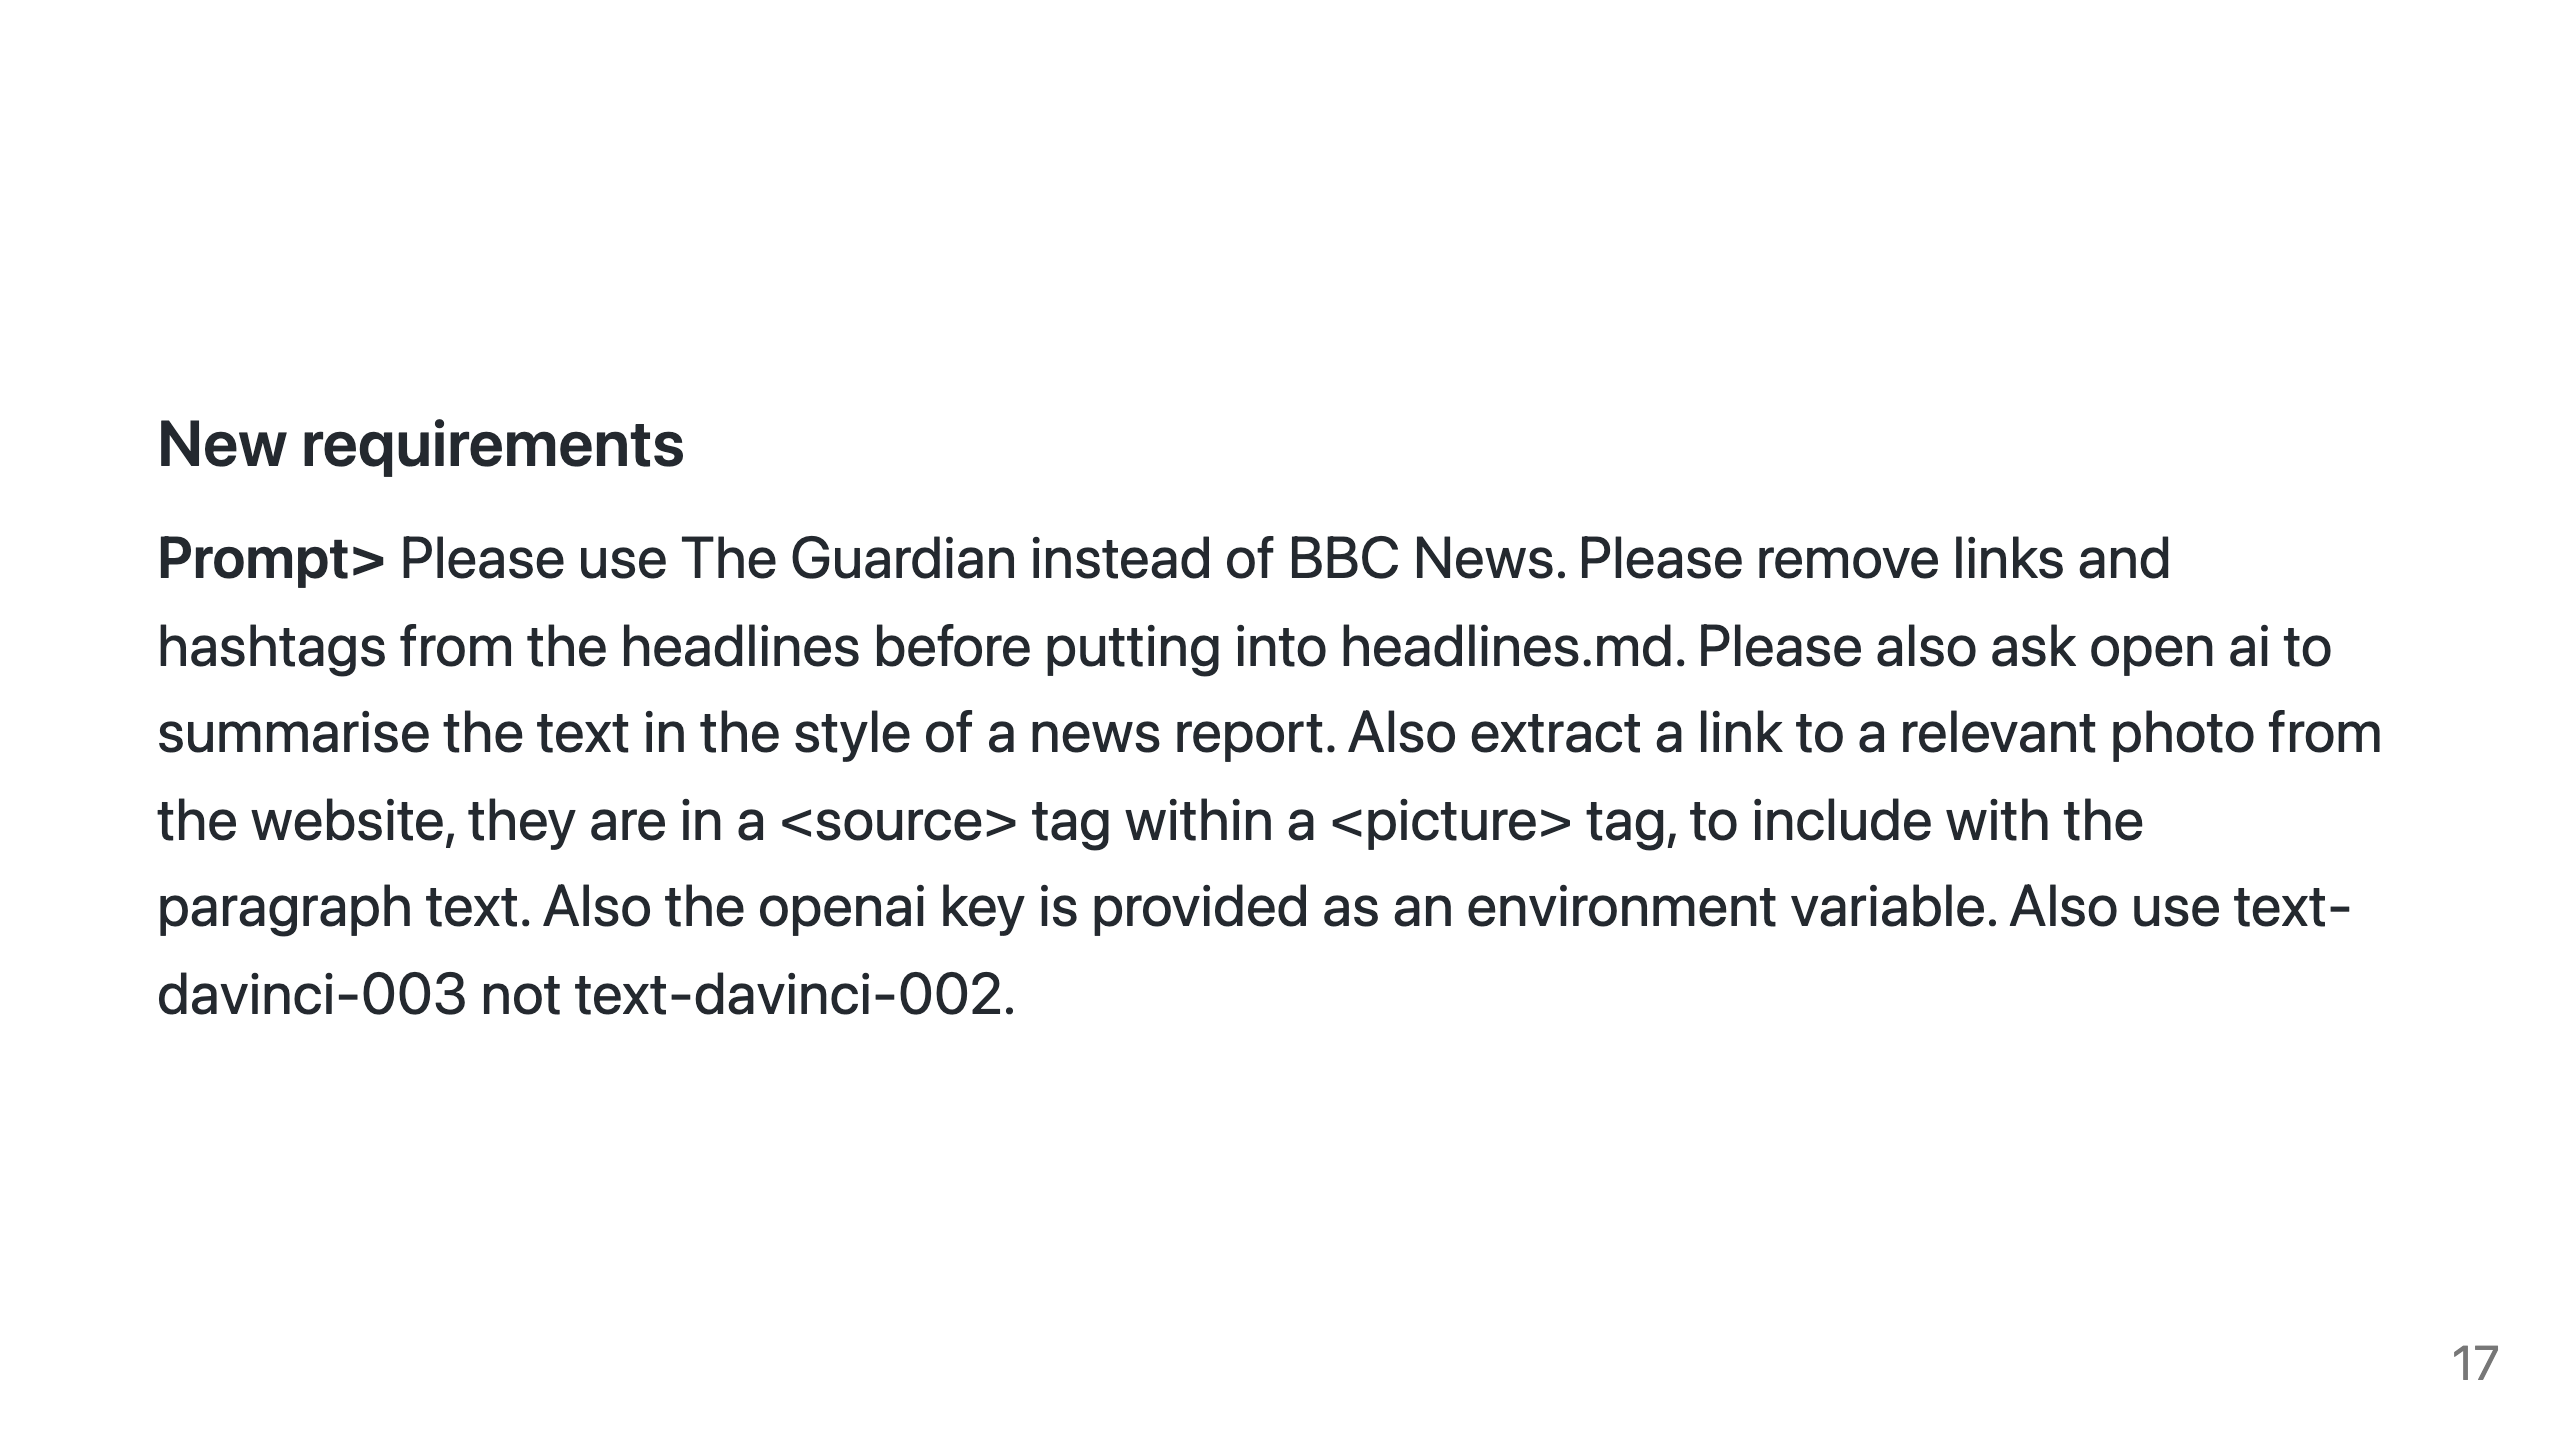 New requirements
Prompt> Please use The Guardian instead of BBC News. Please remove links and
hashtags from the headlines before putting into headlines.md. Please also ask open ai to
summarise the text in the style of a news report. Also extract a link to a relevant photo from
the website, they are in a <source> tag within a <picture> tag, to include with the
paragraph text. Also the openai key is provided as an environment variable. Also use text-
davinci-003 not text-davinci-002.
17